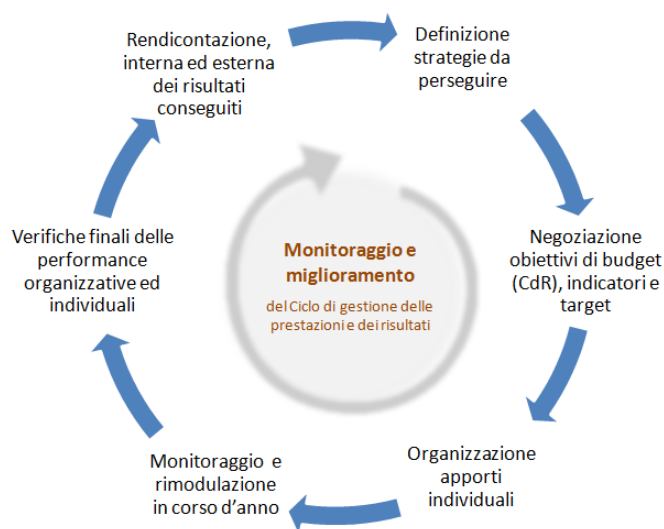 Rendicontazione,
interna ed esterna
dei risultati
conseguiti
Definizione
strategie da
perseguire
Negoziazione
obiettivi di budget
(CdR), indicatori e
target
Organizzazione
apporti
individuali
Monitoraggio e
rimodulazione
in corso d’anno
Verifiche finali delle
performance
organizzative ed
individuali
Monitoraggio e
miglioramento
del Ciclo di gestione delle
prestazioni e dei risultati